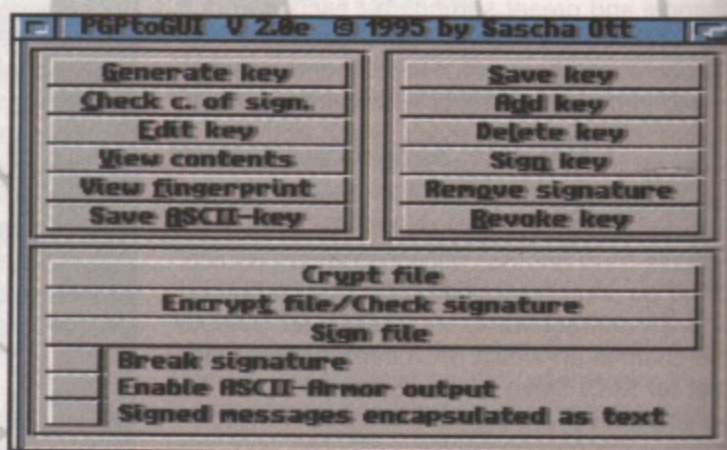 PGPtoGUI V 2.0e © 1995 by Sascha Ott
Generate key
Check c. of sign.
Edit key
View contents
View fingerprint
Save ASCII-key
Save key
Add key
Delete key
Sign key
Remove signature
Revoke key
Crypt file
Encrypt file/Check signature
Sign file
Break signature
Enable ASCII-Armor output
Signed messages encapsulated as text